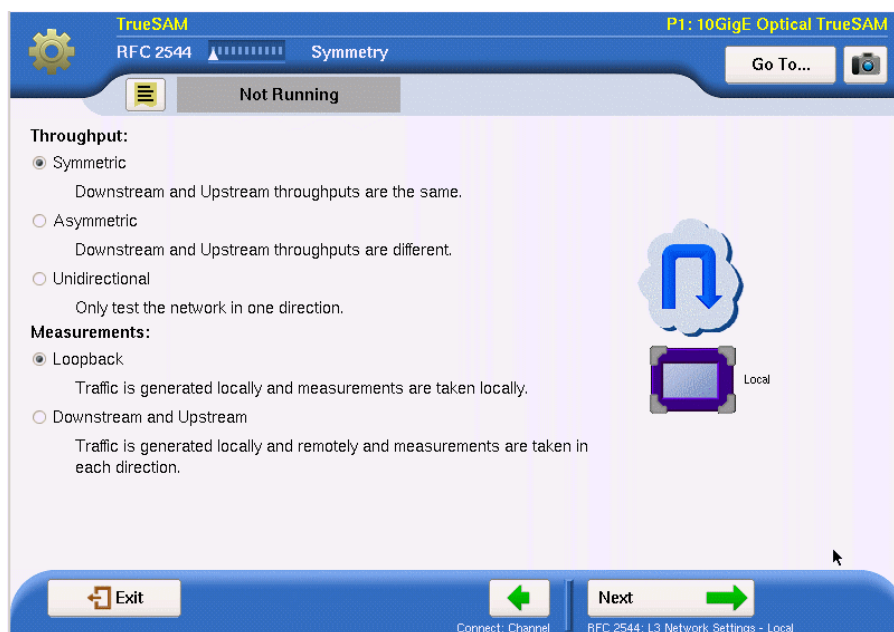 TrueSAM
P1: 10GigE Optical TrueSAM
RFC 2544
Symmetry
Go To...
Not Running
Throughput:
Symmetric
Downstream and Upstream throughputs are the same.
Asymmetric
Downstream and Upstream throughputs are different.
Unidirectional
Only test the network in one direction.
Measurements:
Loopback
Traffic is generated locally and measurements are taken locally.
Local
Downstream and Upstream
Traffic is generated locally and remotely and measurements are taken in
each direction.
Exit
Next
Connect: Channel
RFC 2544: L3 Network Settings - Local